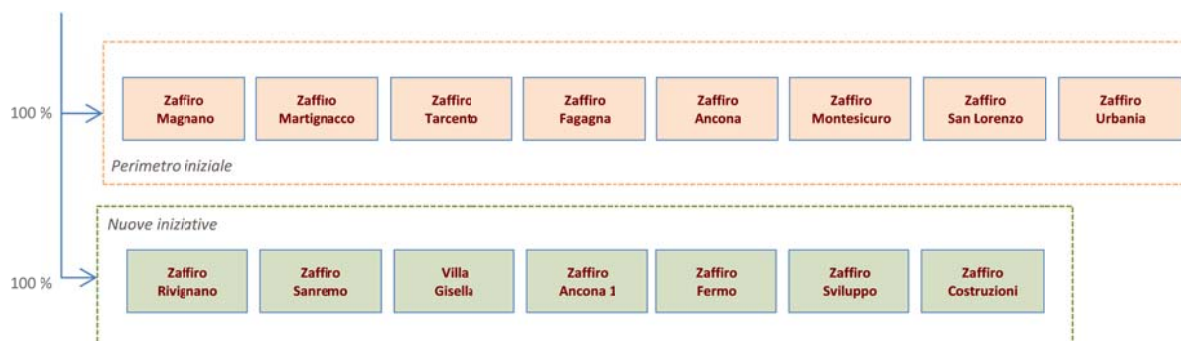 Zaffiro Magnano
Zaffiro Martignacco
Zaffiro Tarcento
Zaffiro Fagagna
Zaffiro Ancona
Zaffiro Montesicuro
Zaffiro San Lorenzo
Zaffiro Urbania
100 %
Perimetro iniziale
Nuove iniziative
Zaffiro Rivignano
Zaffiro Sanremo
Villa Gisella
Zaffiro Ancona 1
Zaffiro Fermo
Zaffiro Sviluppo
Zaffiro Costruzioni
100 %